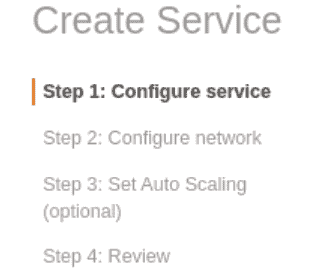 Create Service
Step 1: Configure service
Step 2: Configure network
Step 3: Set Auto Scaling
(optional)
Step 4: Review